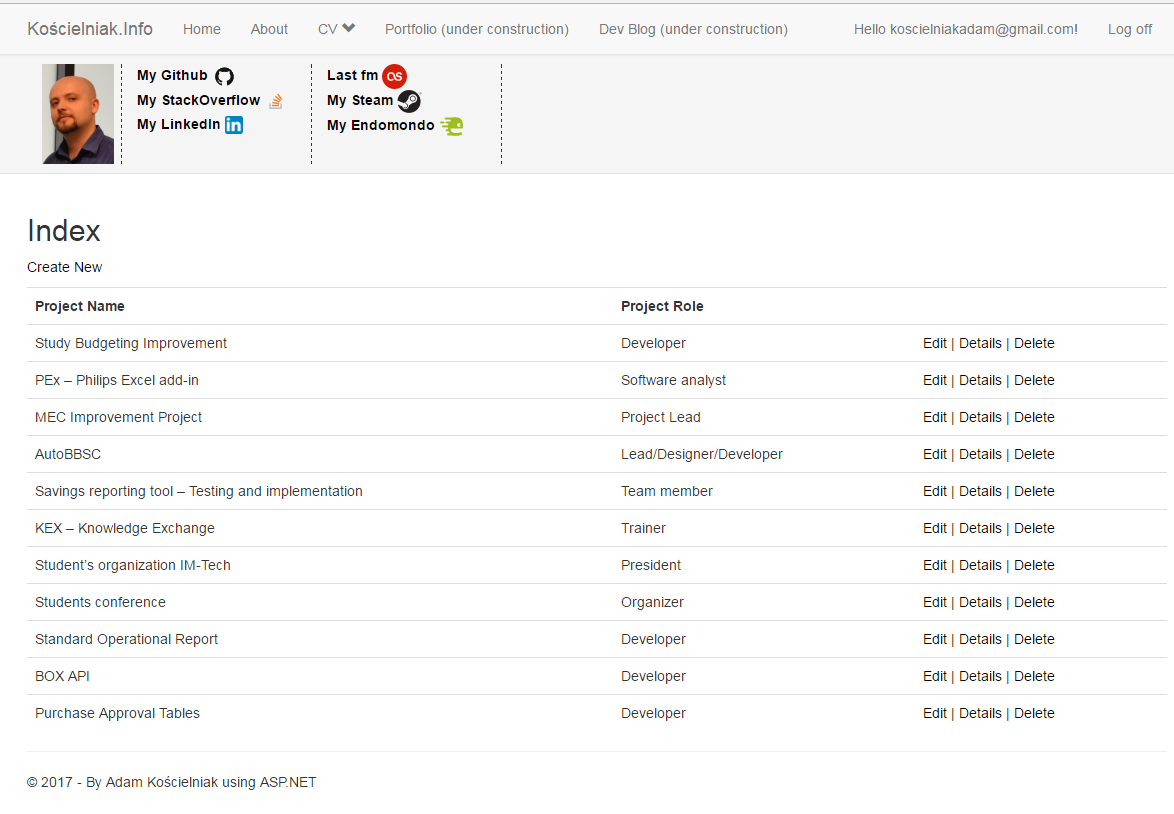 Kościelniak.Info Home About CV Portfolio (under construction) Dev Blog (under construction) Hello koscielniakadam@gmail.com! Log off
My Github
My StackOverflow
My LinkedIn in
Last fm
My Steam
My Endomondo
Index
Create New
Project Name Project Role
Study Budgeting Improvement Developer Edit | Details | Delete
PEx – Philips Excel add-in Software analyst Edit | Details | Delete
MEC Improvement Project Project Lead Edit | Details | Delete
AutoBBSC Lead/Designer/Developer Edit | Details | Delete
Savings reporting tool – Testing and implementation Team member Edit | Details | Delete
KEX – Knowledge Exchange Trainer Edit | Details | Delete
Student’s organization IM-Tech President Edit | Details | Delete
Students conference Organizer Edit | Details | Delete
Standard Operational Report Developer Edit | Details | Delete
BOX API Developer Edit | Details | Delete
Purchase Approval Tables Developer Edit | Details | Delete
© 2017 - By Adam Kościelniak using ASP.NET